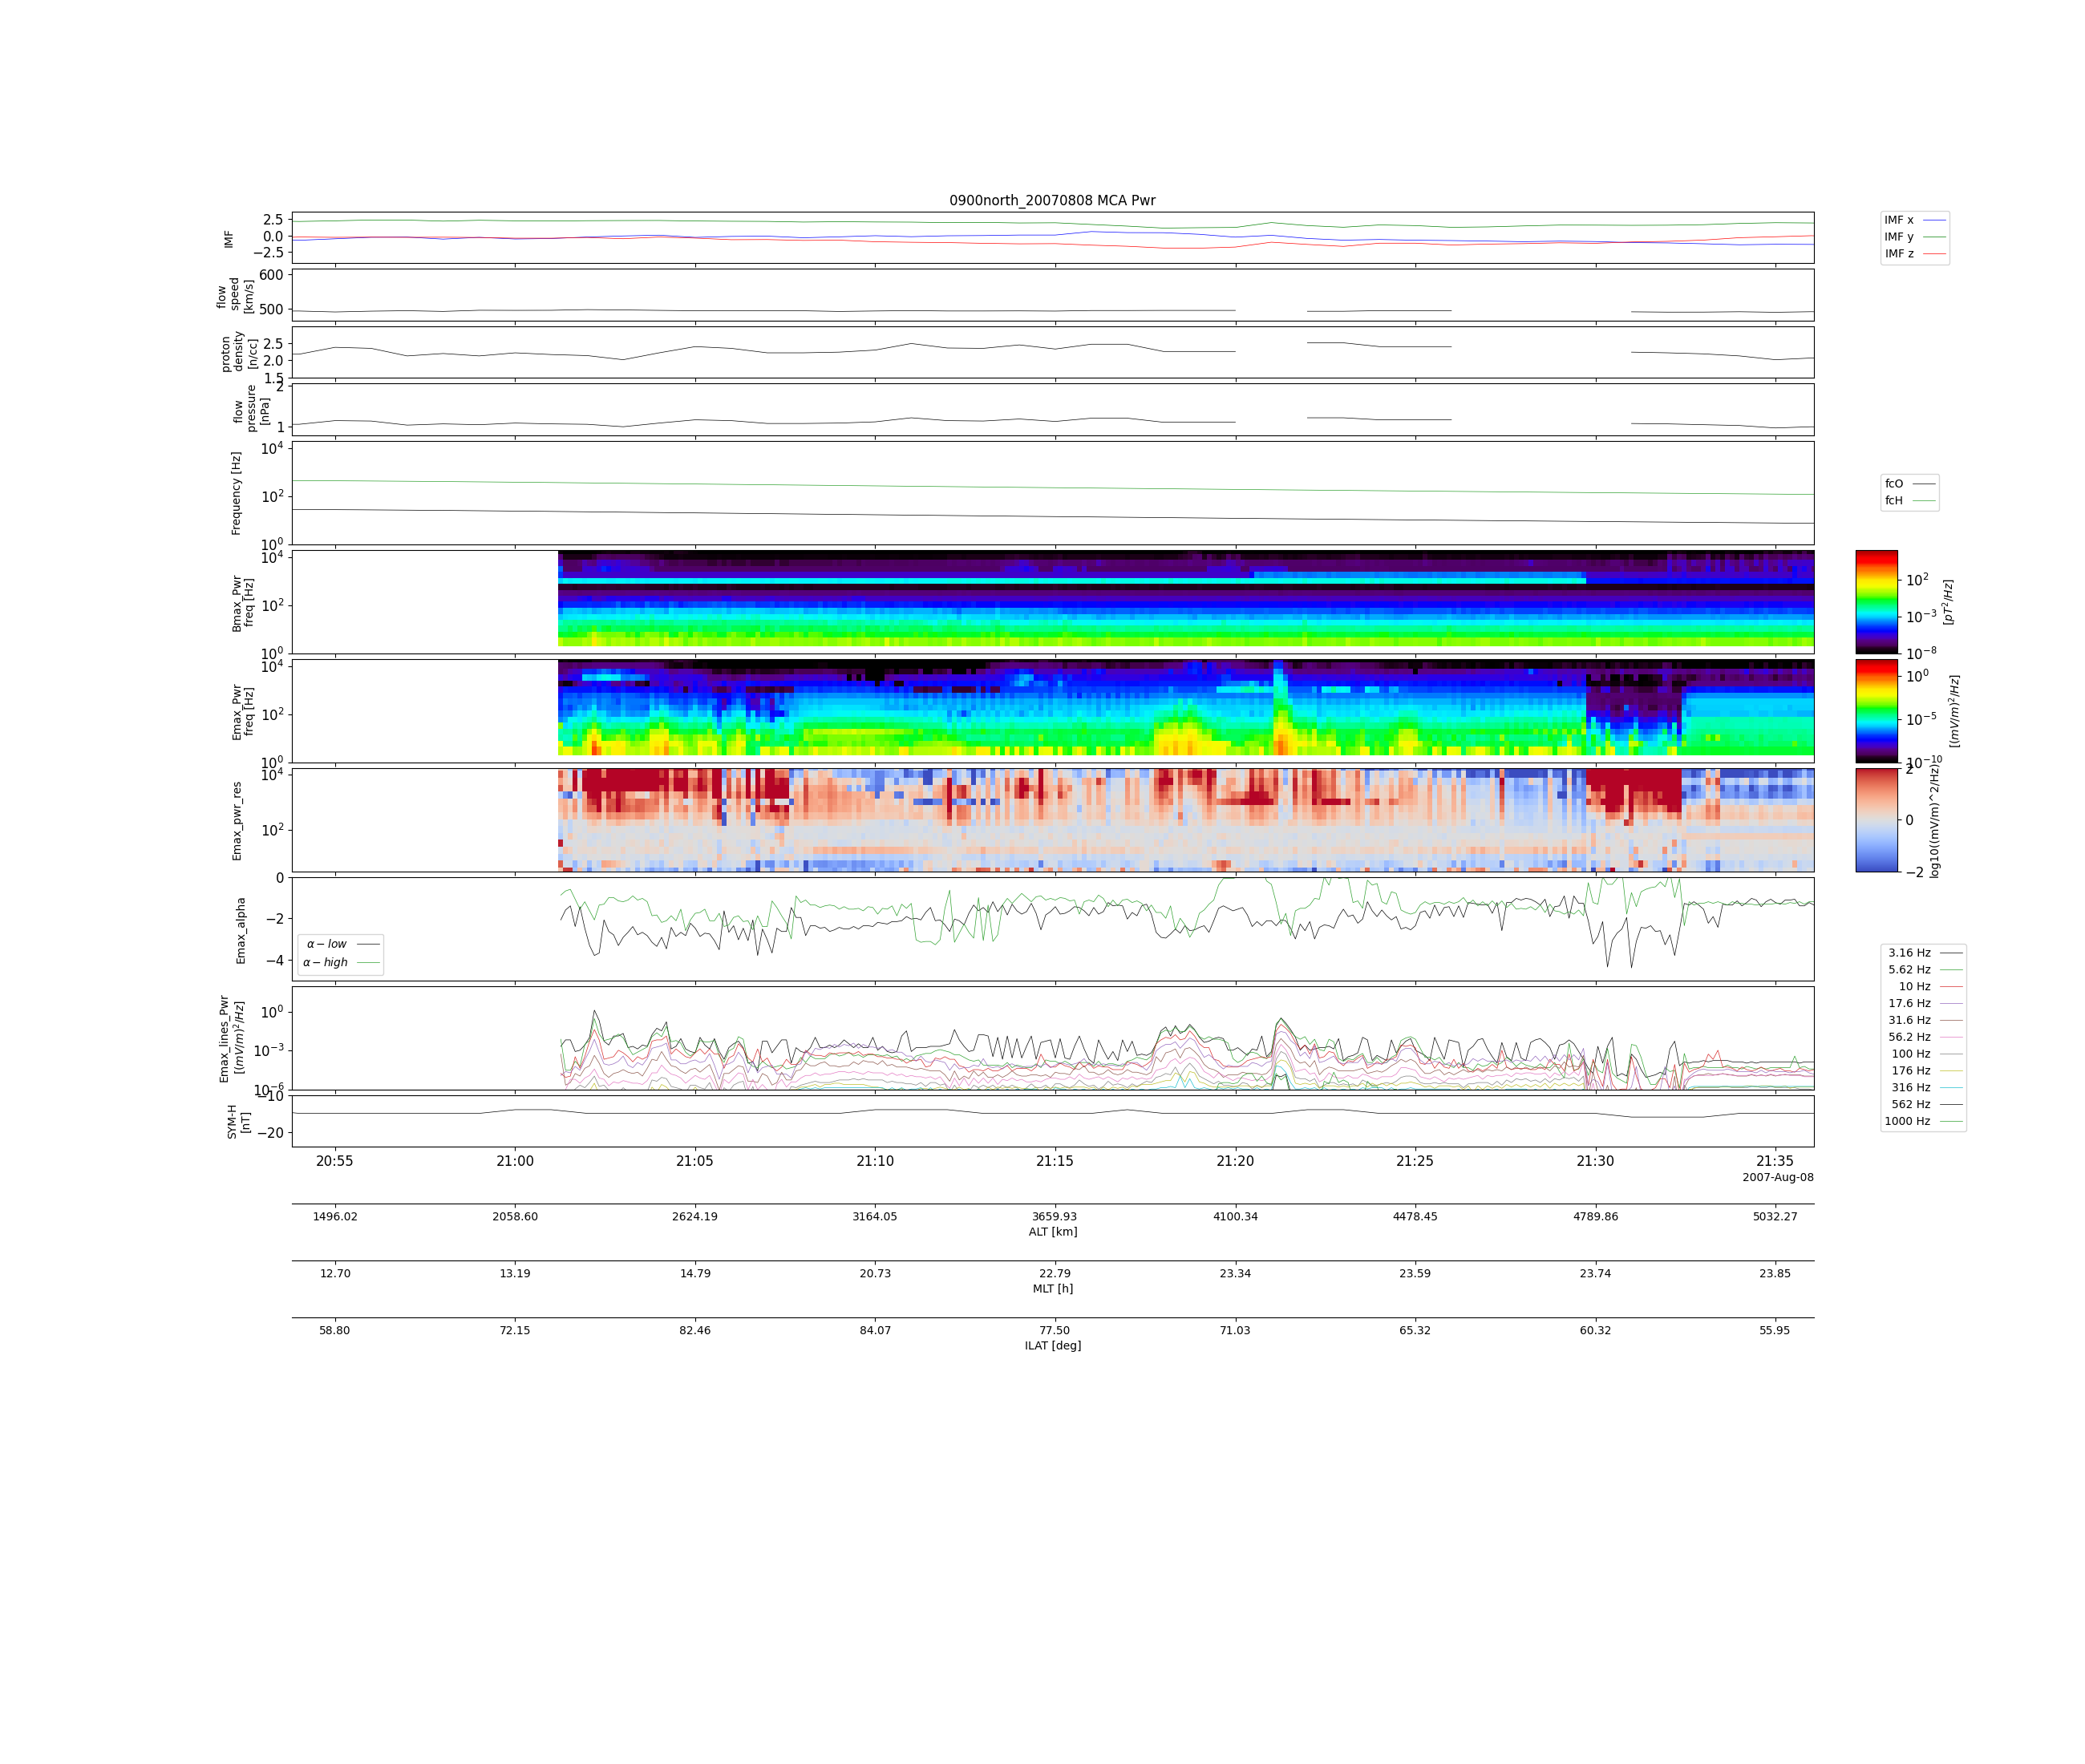 0900north_20070808 MCA Pwr
IMF
2.5
0.0
−2.5
IMF x
IMF y
IMF z
flow
speed
[km/s]
600
500
proton
density
[n/cc]
2.5
2.0
1.5
flow
pressure
[nPa]
2
1
Frequency [Hz]
10^4
10^2
10^0
fcO
fcH
Bmax_Pwr
freq [Hz]
10^4
10^2
10^0
10^2
10^-3
10^-8
[pT^2/Hz]
Emax_Pwr
freq [Hz]
10^4
10^2
10^0
10^0
10^-5
10^-10
[(mV/m)^2/Hz]
Emax_pwr_res
10^4
10^2
2
0
−2
log10((mV/m)^2/Hz)
Emax_alpha
0
−2
−4
α − low
α − high
Emax_lines_Pwr
[(mV/m)^2/Hz]
10^0
10^-3
10^-6
3.16 Hz
5.62 Hz
10 Hz
17.6 Hz
31.6 Hz
56.2 Hz
100 Hz
176 Hz
316 Hz
562 Hz
1000 Hz
SYM-H
[nT]
−10
−20
20:55 21:00 21:05 21:10 21:15 21:20 21:25 21:30 21:35
2007-Aug-08
1496.02 2058.60 2624.19 3164.05 3659.93 4100.34 4478.45 4789.86 5032.27
ALT [km]
12.70 13.19 14.79 20.73 22.79 23.34 23.59 23.74 23.85
MLT [h]
58.80 72.15 82.46 84.07 77.50 71.03 65.32 60.32 55.95
ILAT [deg]